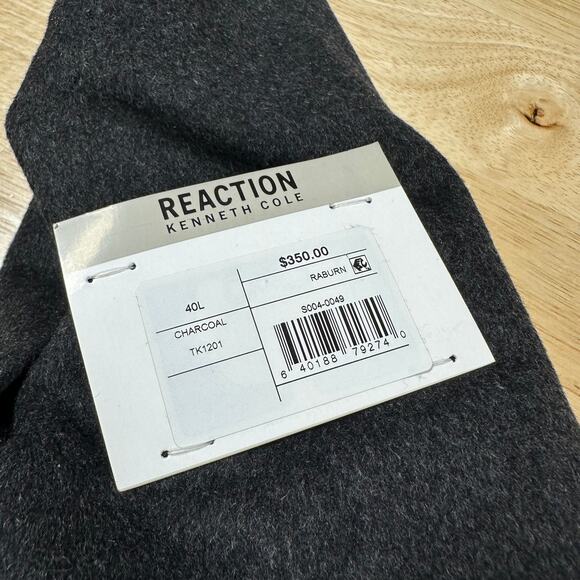 REACTION
KENNETH COLE
$350.00
40L
RABURN
CHARCOAL
S004-0049
TK1201
6 40188 79274 0